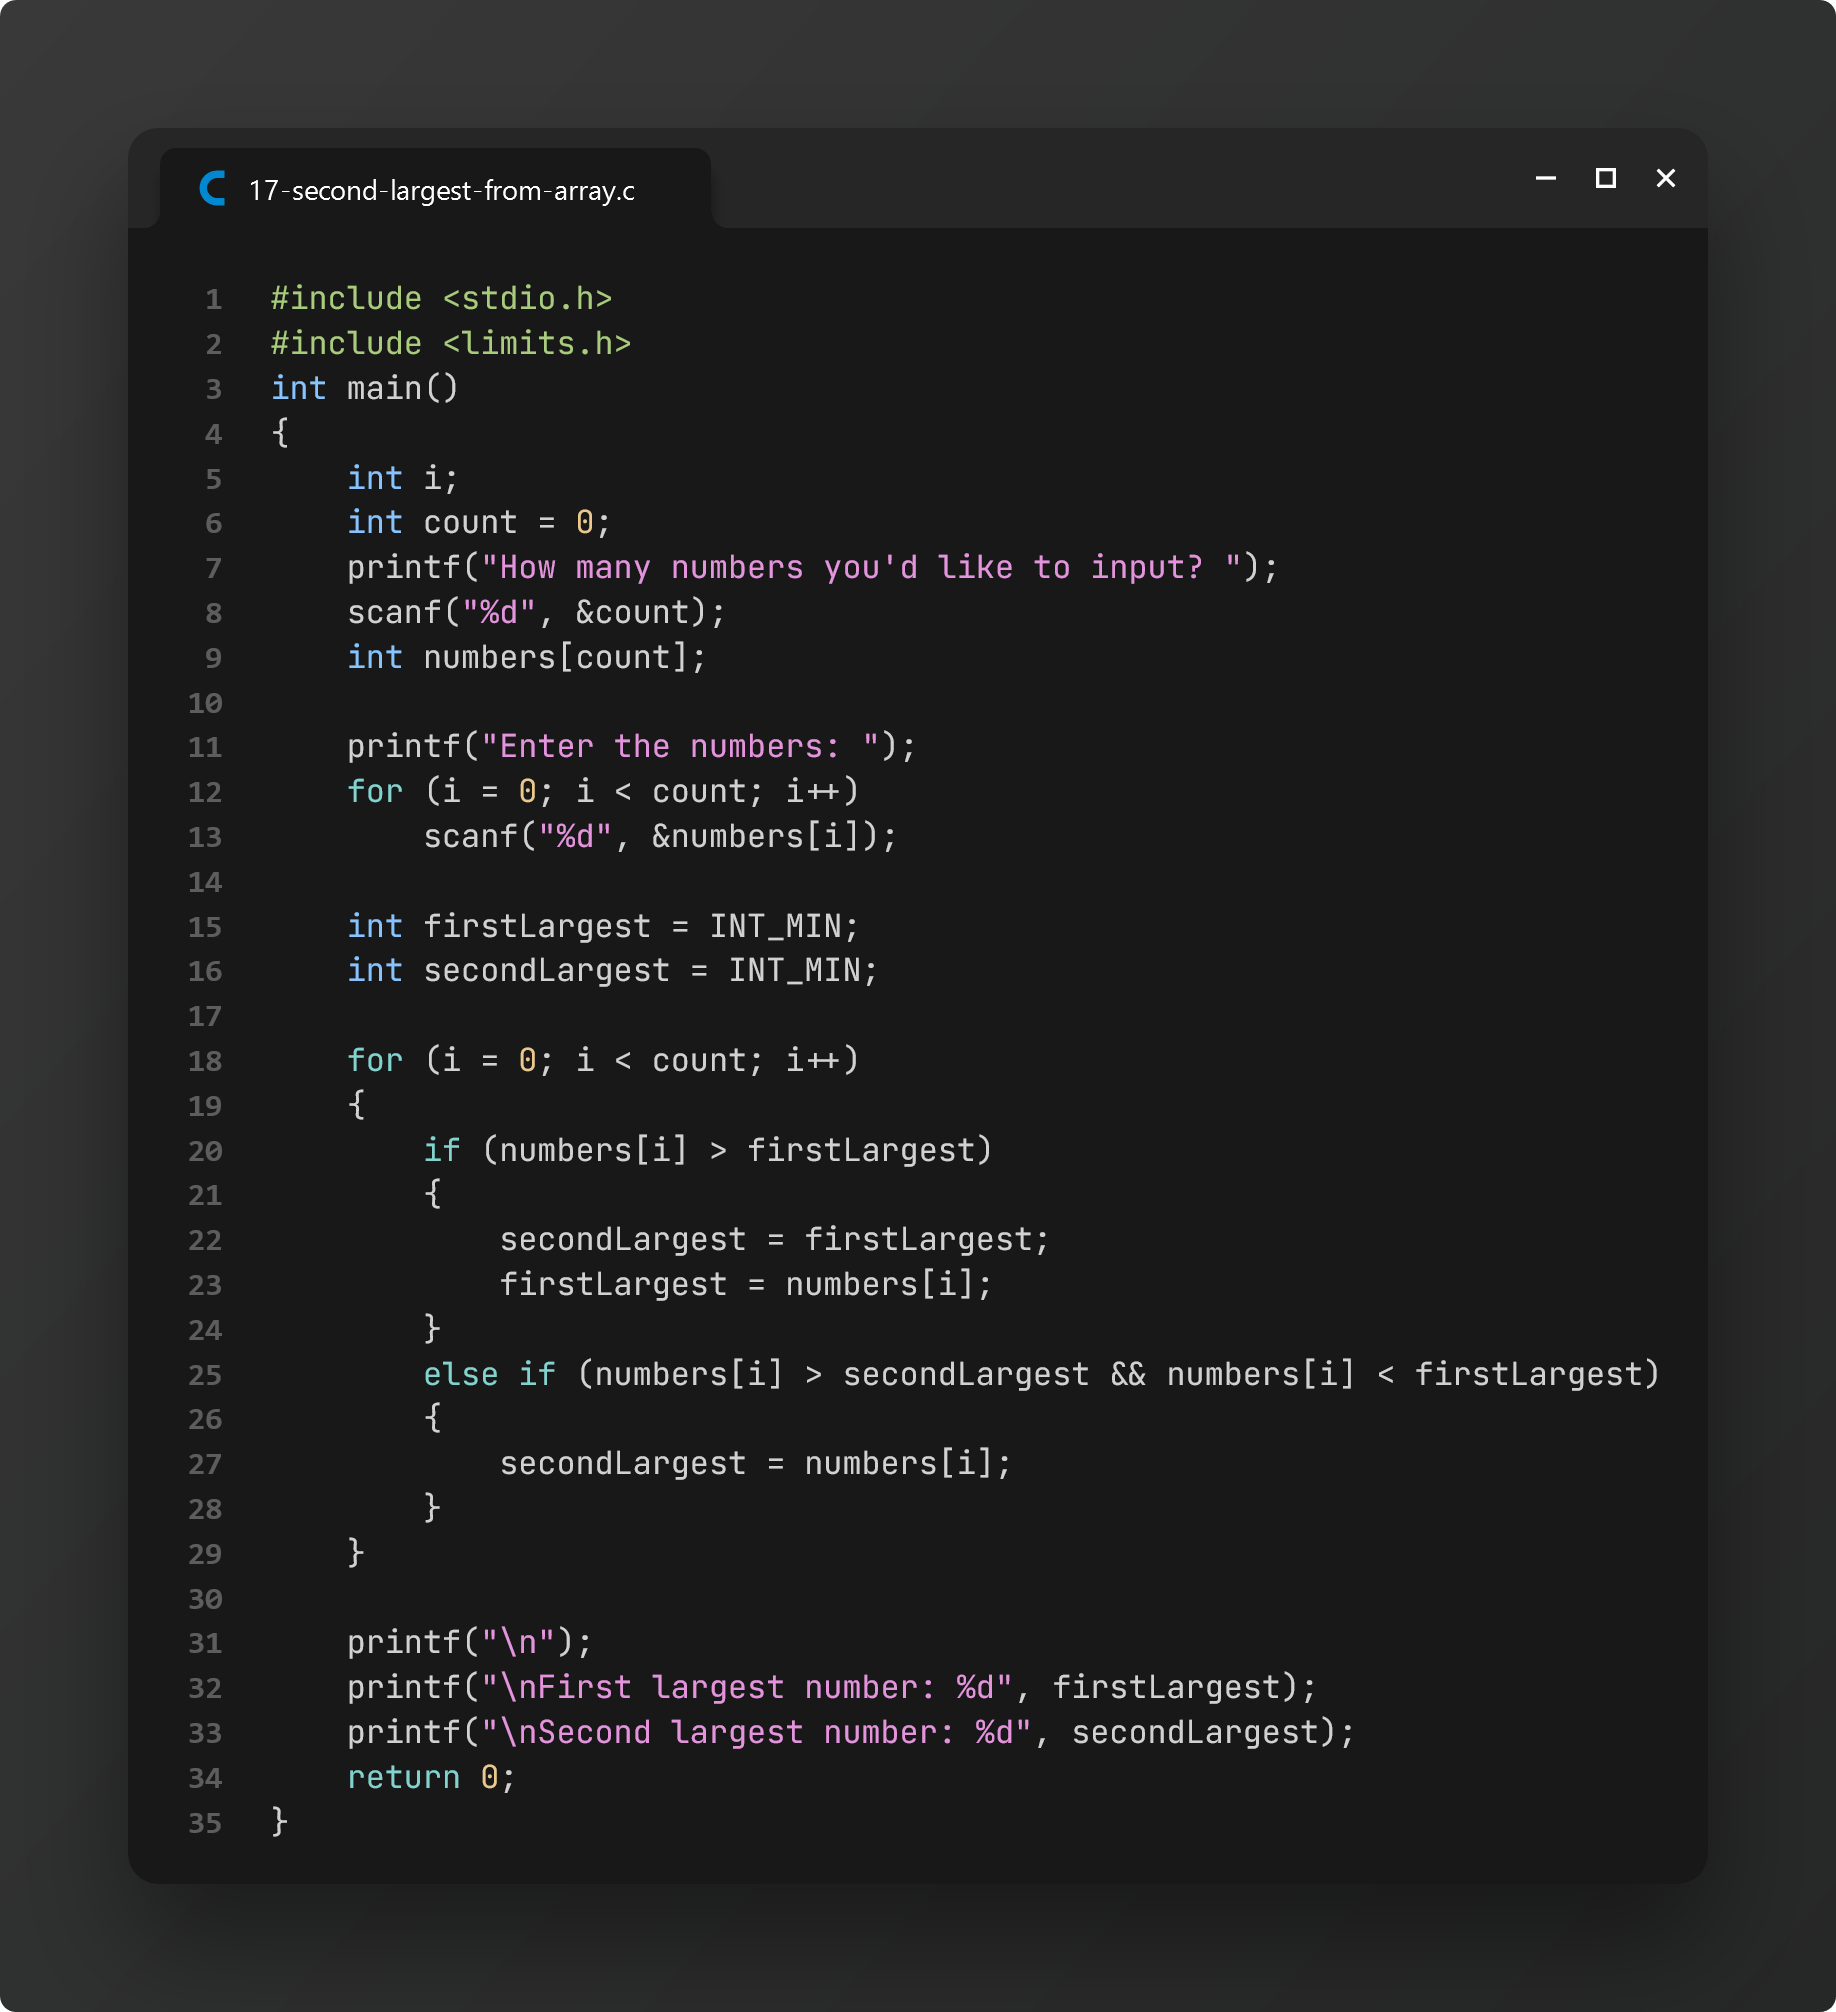 17-second-largest-from-array.c
1 #include <stdio.h>
2 #include <limits.h>
3 int main()
4 {
5     int i;
6     int count = 0;
7     printf("How many numbers you'd like to input? ");
8     scanf("%d", &count);
9     int numbers[count];
10
11     printf("Enter the numbers: ");
12     for (i = 0; i < count; i++)
13         scanf("%d", &numbers[i]);
14
15     int firstLargest = INT_MIN;
16     int secondLargest = INT_MIN;
17
18     for (i = 0; i < count; i++)
19     {
20         if (numbers[i] > firstLargest)
21         {
22             secondLargest = firstLargest;
23             firstLargest = numbers[i];
24         }
25         else if (numbers[i] > secondLargest && numbers[i] < firstLargest)
26         {
27             secondLargest = numbers[i];
28         }
29     }
30
31     printf("\n");
32     printf("\nFirst largest number: %d", firstLargest);
33     printf("\nSecond largest number: %d", secondLargest);
34     return 0;
35 }